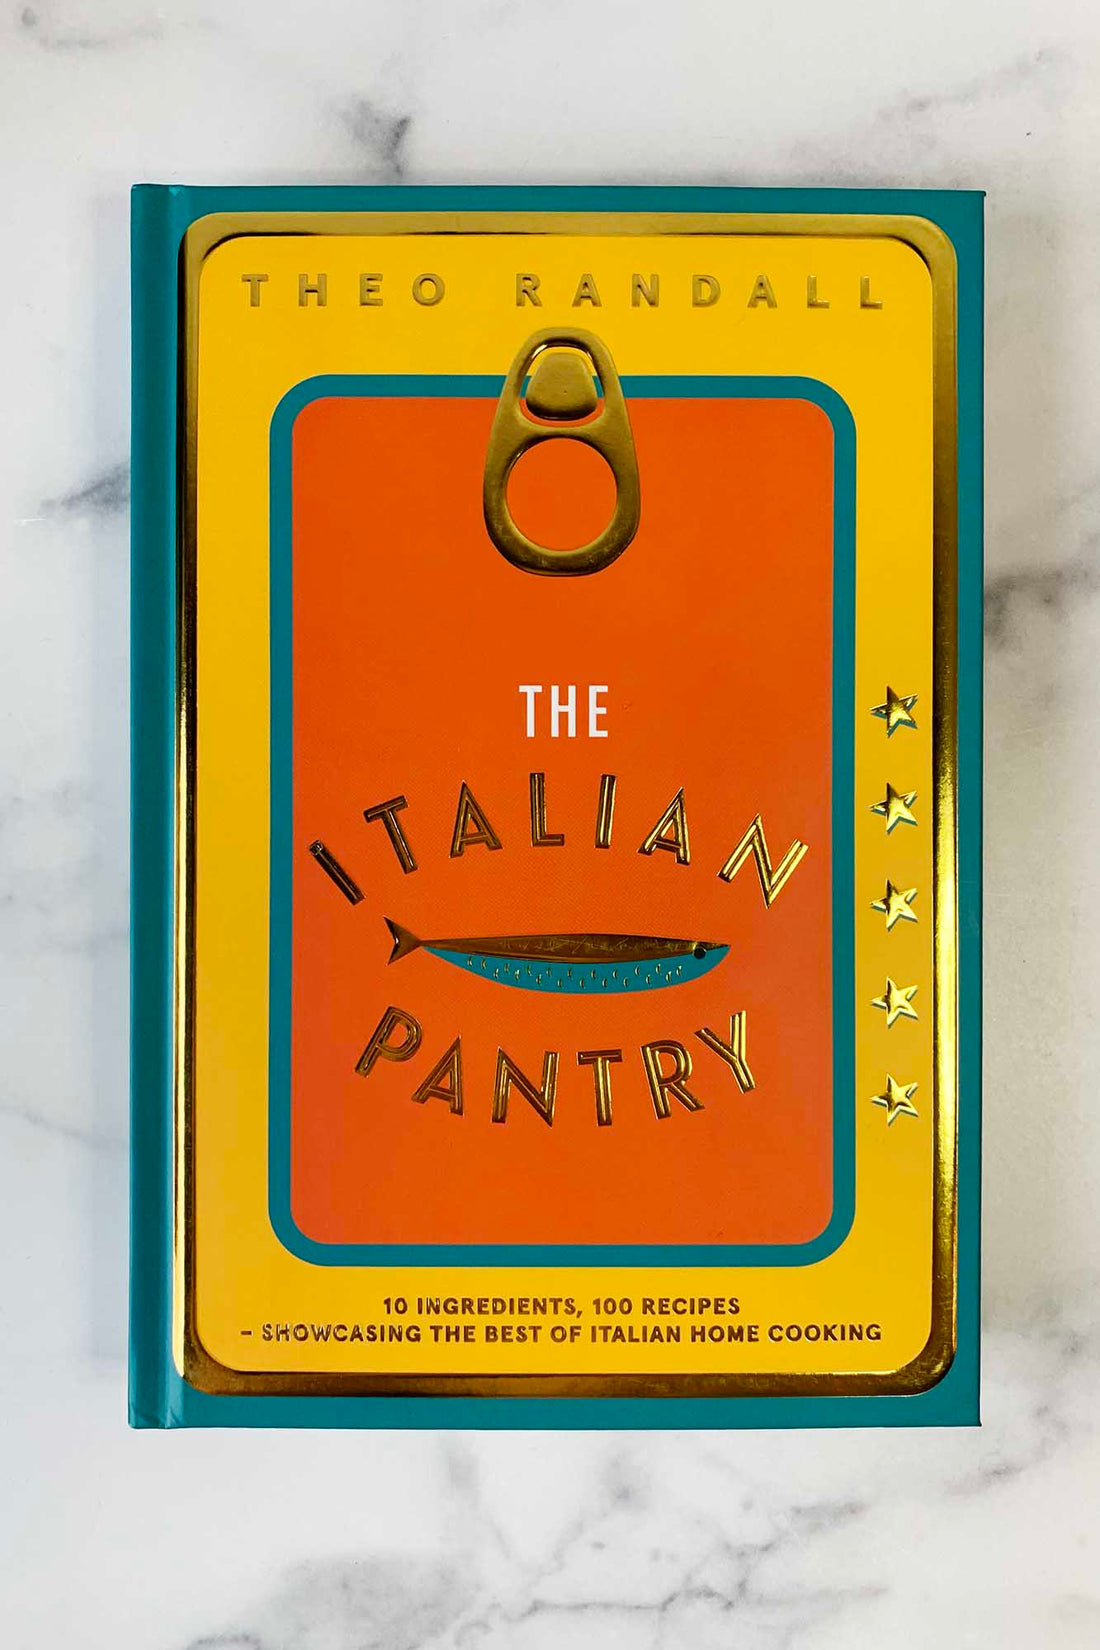 THEO RANDALL
THE
ITALIAN
PANTRY
10 INGREDIENTS, 100 RECIPES
– SHOWCASING THE BEST OF ITALIAN HOME COOKING